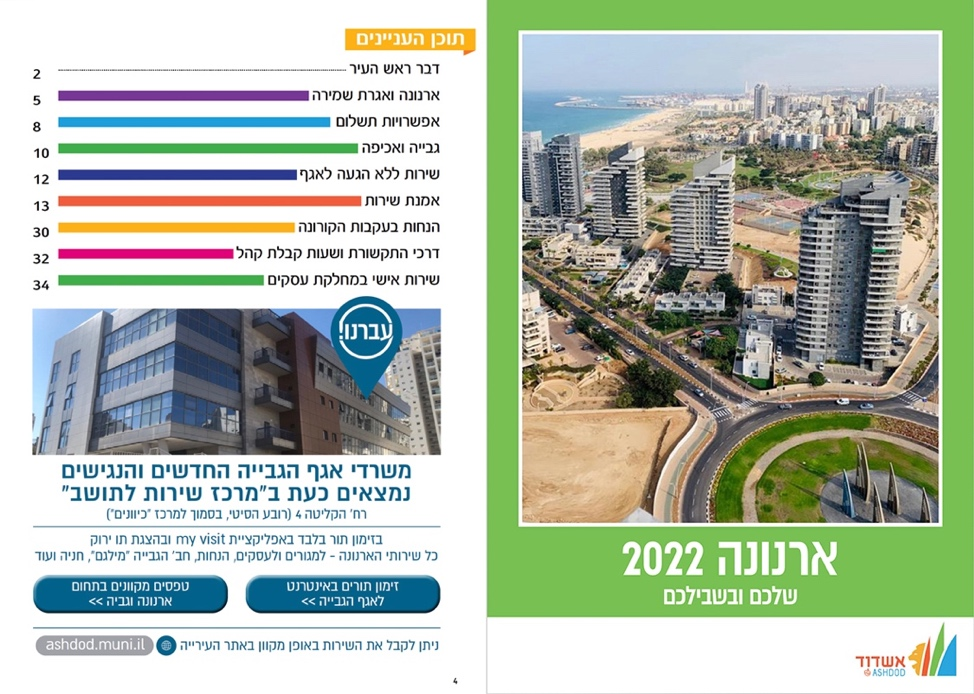 ארנונה 2022
שלכם ובשבילכם
אשדוד
ASHDOD
תוכן העניינים
דבר ראש העיר 2
ארנונה ואגרת שמירה 5
אפשרויות תשלום 8
גבייה ואכיפה 10
שירות ללא הגעה לאגף 12
אמנת שירות 13
הנחות בעקבות הקורונה 30
דרכי התקשורת ושעות קבלת קהל 32
שירות אישי במחלקת עסקים 34
עברנו!
משרדי אגף הגבייה החדשים והנגישים
נמצאים כעת ב"מרכז שירות לתושב"
רח' הקליטה 4 (רובע הסיטי, בסמוך למרכז "כיוונים")
בזימון תור בלבד באפליקציית my visit ובהצגת תו ירוק
כל שירותי הארנונה - למגורים ולעסקים, הנחות, חב' הגבייה "מילגם", חניה ועוד
זימון תורים באינטרנט
לאגף הגבייה >>
טפסים מקוונים בתחום
ארנונה וגביה >>
ניתן לקבל את השירות באופן מקוון באתר העירייה ashdod.muni.il
4